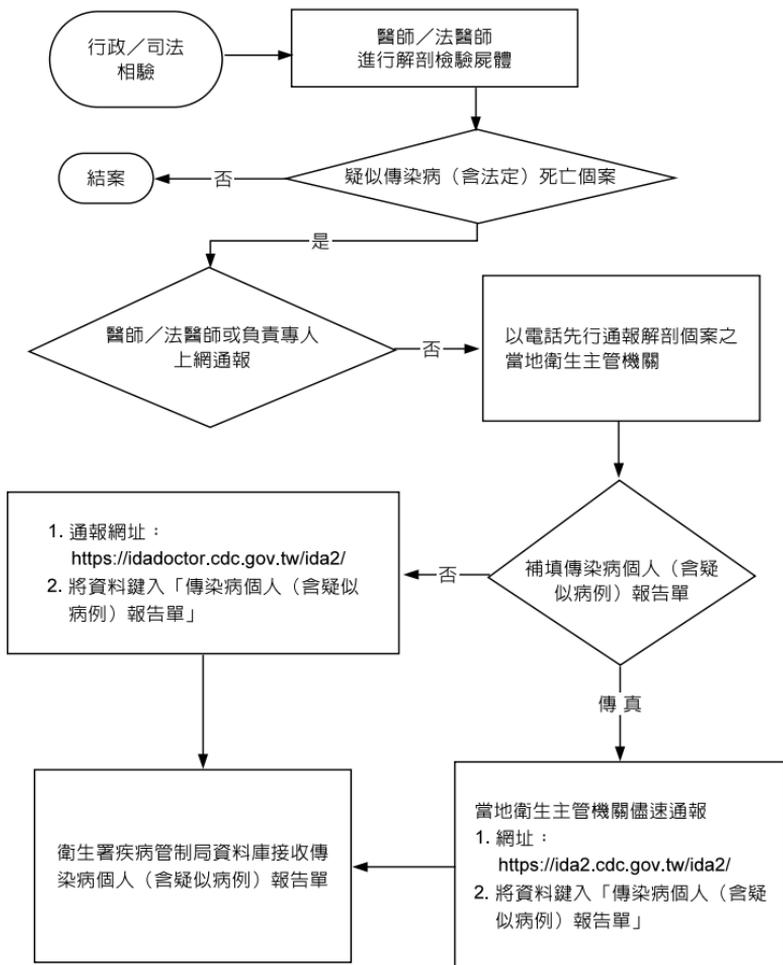 行政／司法
相驗
醫師／法醫師
進行解剖檢驗屍體
結案
否
疑似傳染病（含法定）死亡個案
是
醫師／法醫師或負責專人
上網通報
否
以電話先行通報解剖個案之
當地衛生主管機關
1. 通報網址：
https://idadoctor.cdc.gov.tw/ida2/
2. 將資料鍵入「傳染病個人（含疑似
病例）報告單」
否
補填傳染病個人（含疑
似病例）報告單
傳 真
衛生署疾病管制局資料庫接收傳
染病個人（含疑似病例）報告單
當地衛生主管機關儘速通報
1. 網址：
https://ida2.cdc.gov.tw/ida2/
2. 將資料鍵入「傳染病個人（含疑
似病例）報告單」